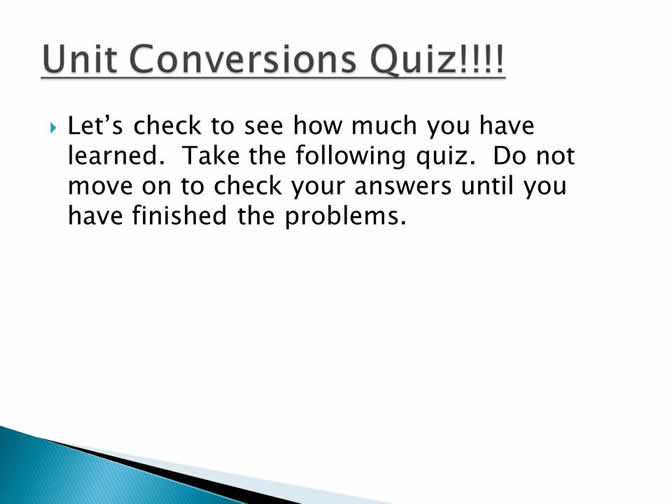 Unit Conversions Quiz!!!!
Let's check to see how much you have
learned.  Take the following quiz.  Do not
move on to check your answers until you
have finished the problems.